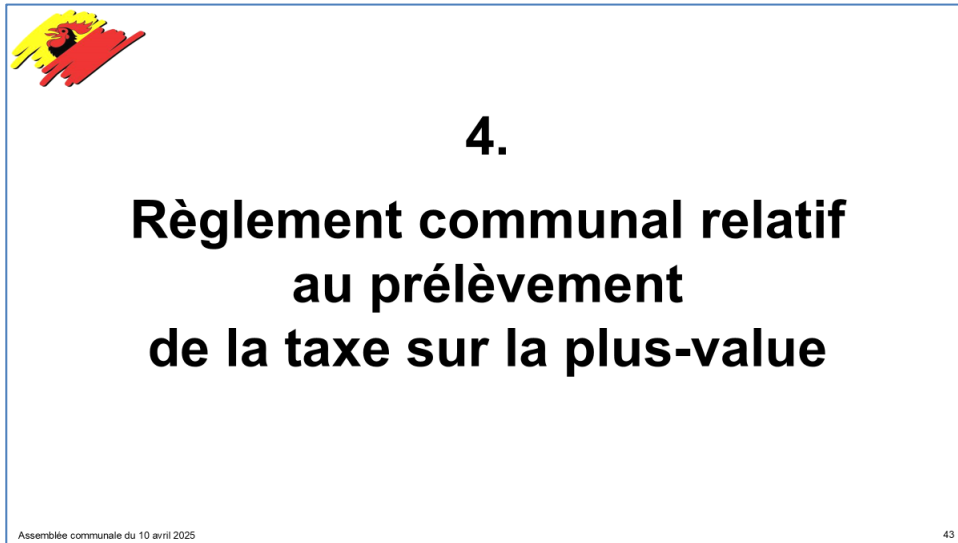 4.
Règlement communal relatif
au prélèvement
de la taxe sur la plus-value
Assemblée communale du 10 avril 2025
43